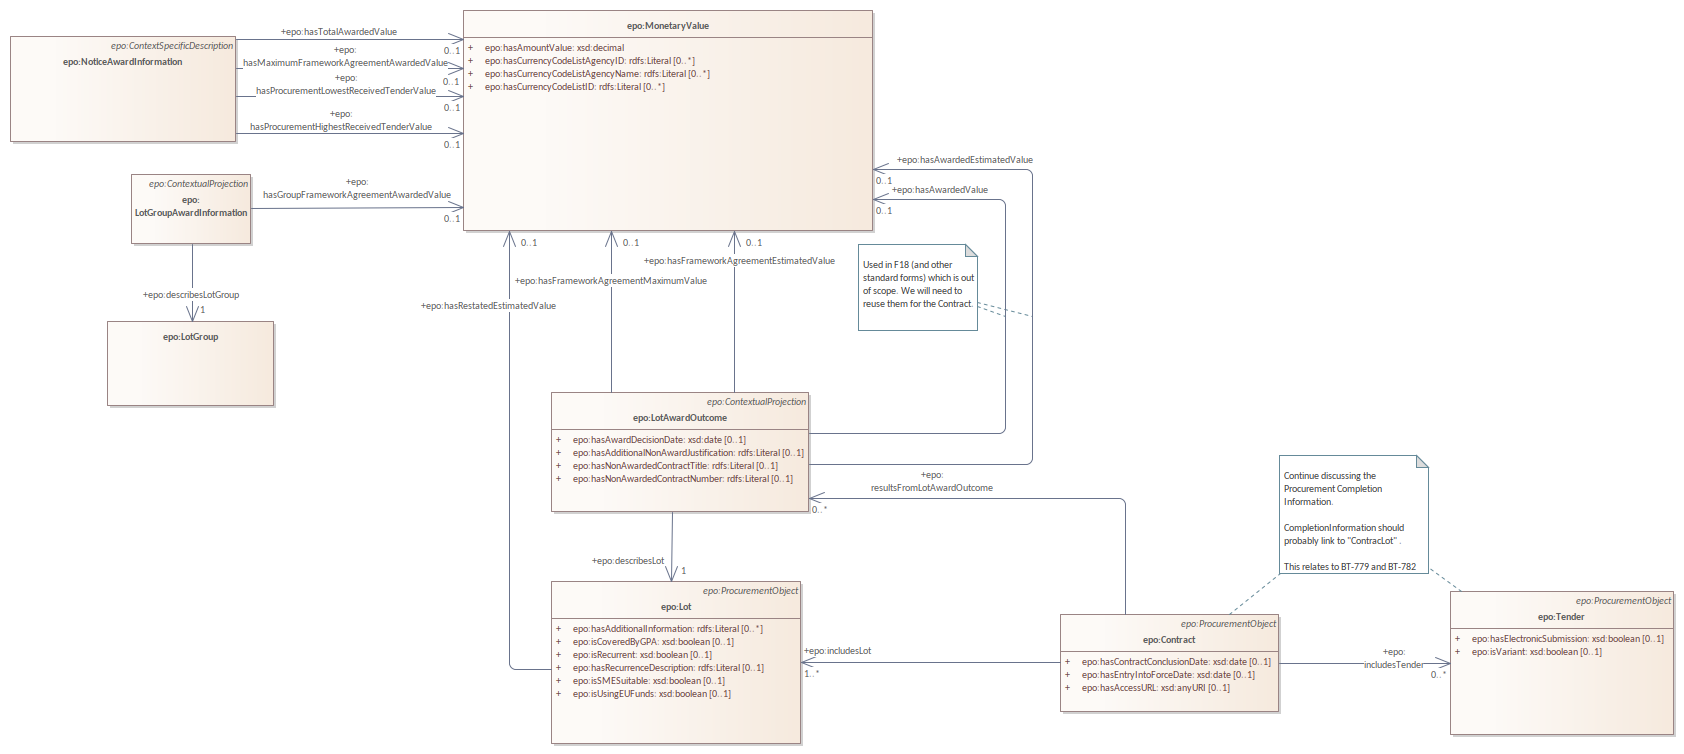 epo:ContextSpecificDescription
epo:NoticeAwardInformation
+epo:hasTotalAwardedValue
0..1
+epo:
hasMaximumFrameworkAgreementAwardedValue
0..1
+epo:
hasProcurementLowestReceivedTenderValue
0..1
+epo:
hasProcurementHighestReceivedTenderValue
0..1
epo:MonetaryValue
+ epo:hasAmountValue: xsd:decimal
+ epo:hasCurrencyCodeListAgencyID: rdfs:Literal [0..*]
+ epo:hasCurrencyCodeListAgencyName: rdfs:Literal [0..*]
+ epo:hasCurrencyCodeListID: rdfs:Literal [0..*]
epo:ContextualProjection
epo:
LotGroupAwardInformation
+epo:
hasGroupFrameworkAgreementAwardedValue
0..1
+epo:describesLotGroup
1
epo:LotGroup
+epo:hasAwardedEstimatedValue
0..1
+epo:hasAwardedValue
0..1
0..1
0..1
0..1
+epo:hasFrameworkAgreementEstimatedValue
+epo:hasFrameworkAgreementMaximumValue
+epo:hasRestatedEstimatedValue
Used in F18 (and other
standard forms) which is out
of scope. We will need to
reuse them for the Contract.
epo:ContextualProjection
epo:LotAwardOutcome
+ epo:hasAwardDecisionDate: xsd:date [0..1]
+ epo:hasAdditionalNonAwardJustification: rdfs:Literal [0..1]
+ epo:hasNonAwardedContractTitle: rdfs:Literal [0..1]
+ epo:hasNonAwardedContractNumber: rdfs:Literal [0..1]
+epo:
resultsFromLotAwardOutcome
0..*
+epo:describesLot
1
epo:ProcurementObject
epo:Lot
+ epo:hasAdditionalInformation: rdfs:Literal [0..*]
+ epo:isCoveredByGPA: xsd:boolean [0..1]
+ epo:isRecurrent: xsd:boolean [0..1]
+ epo:hasRecurrenceDescription: rdfs:Literal [0..1]
+ epo:isSMESuitable: xsd:boolean [0..1]
+ epo:isUsingEUFunds: xsd:boolean [0..1]
+epo:includesLot
1..*
Continue discussing the
Procurement Completion
Information.
CompletionInformation should
probably link to "ContracLot" .
This relates to BT-779 and BT-782
epo:ProcurementObject
epo:Contract
+ epo:hasContractConclusionDate: xsd:date [0..1]
+ epo:hasEntryIntoForceDate: xsd:date [0..1]
+ epo:hasAccessURL: xsd:anyURI [0..1]
+epo:
includesTender
0..*
epo:ProcurementObject
epo:Tender
+ epo:hasElectronicSubmission: xsd:boolean [0..1]
+ epo:isVariant: xsd:boolean [0..1]